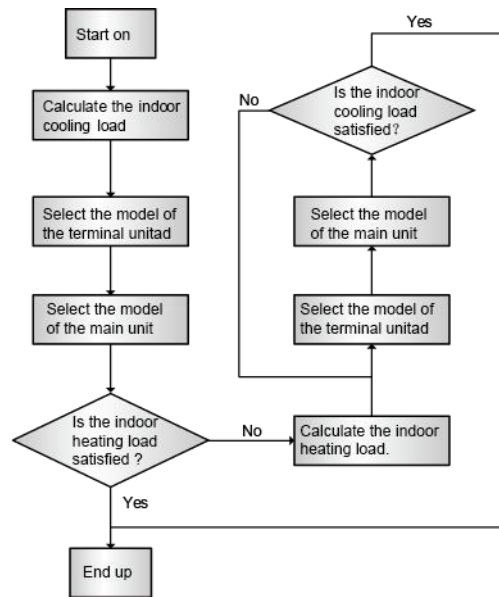 Start on
Calculate the indoor
cooling load
Select the model of
the terminal unitad
Select the model
of the main unit
Is the indoor
heating load
satisfied ?
No
Yes
End up
Calculate the indoor
heating load.
Select the model of
the terminal unitad
Select the model
of the main unit
Is the indoor
cooling load
satisfied?
No
Yes